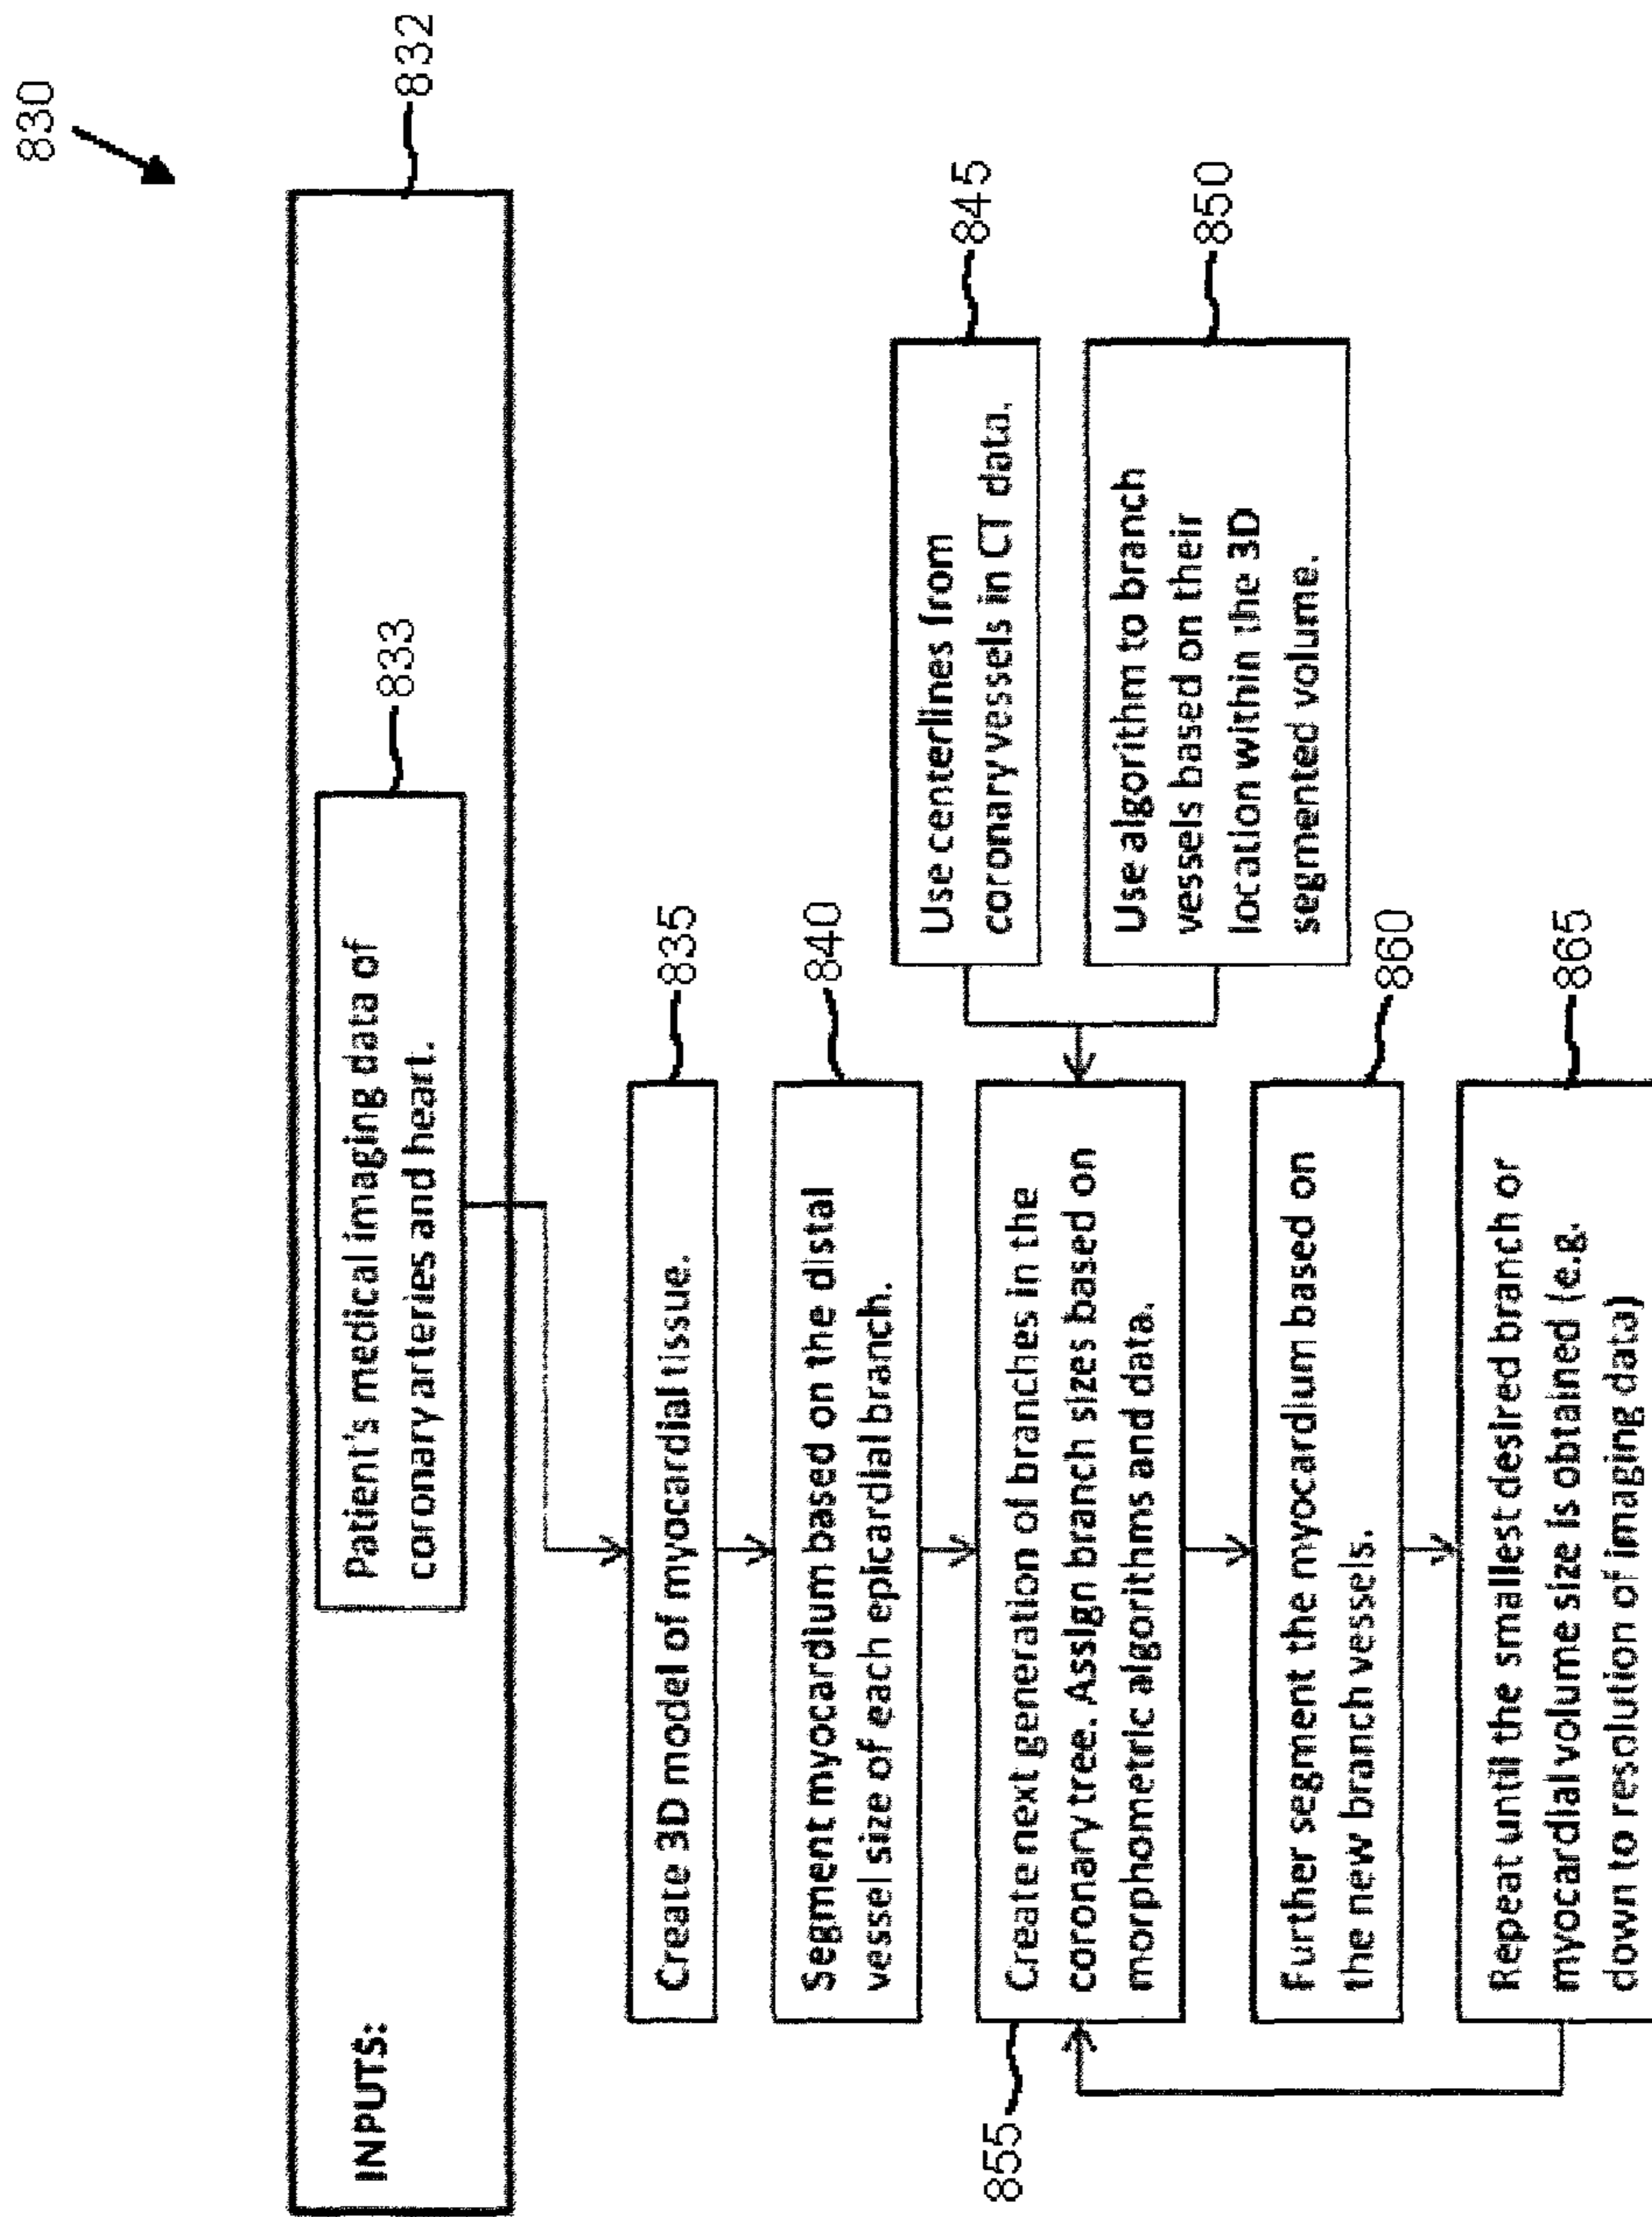 830
832
INPUTS:
833
Patient's medical imaging data of
coronary arteries and heart.
835
Create 3D model of myocardial tissue.
840
Segment myocardium based on the distal
vessel size of each epicardial branch.
845
Use centerlines from
coronary vessels in CT data.
850
Use algorithm to branch
vessels based on their
location within the 3D
segmented volume.
855
Create next generation of branches in the
coronary tree. Assign branch sizes based on
morphometric algorithms and data.
860
Further segment the myocardium based on
the new branch vessels.
865
Repeat until the smallest desired branch or
myocardial volume size is obtained (e.g.
down to resolution of imaging data)